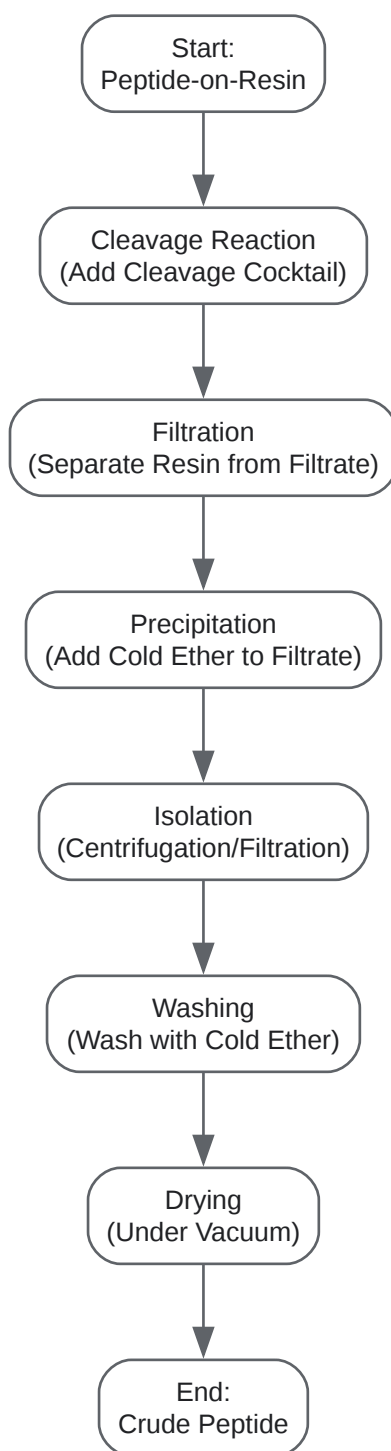 Start:
Peptide-on-Resin
Cleavage Reaction
(Add Cleavage Cocktail)
Filtration
(Separate Resin from Filtrate)
Precipitation
(Add Cold Ether to Filtrate)
Isolation
(Centrifugation/Filtration)
Washing
(Wash with Cold Ether)
Drying
(Under Vacuum)
End:
Crude Peptide